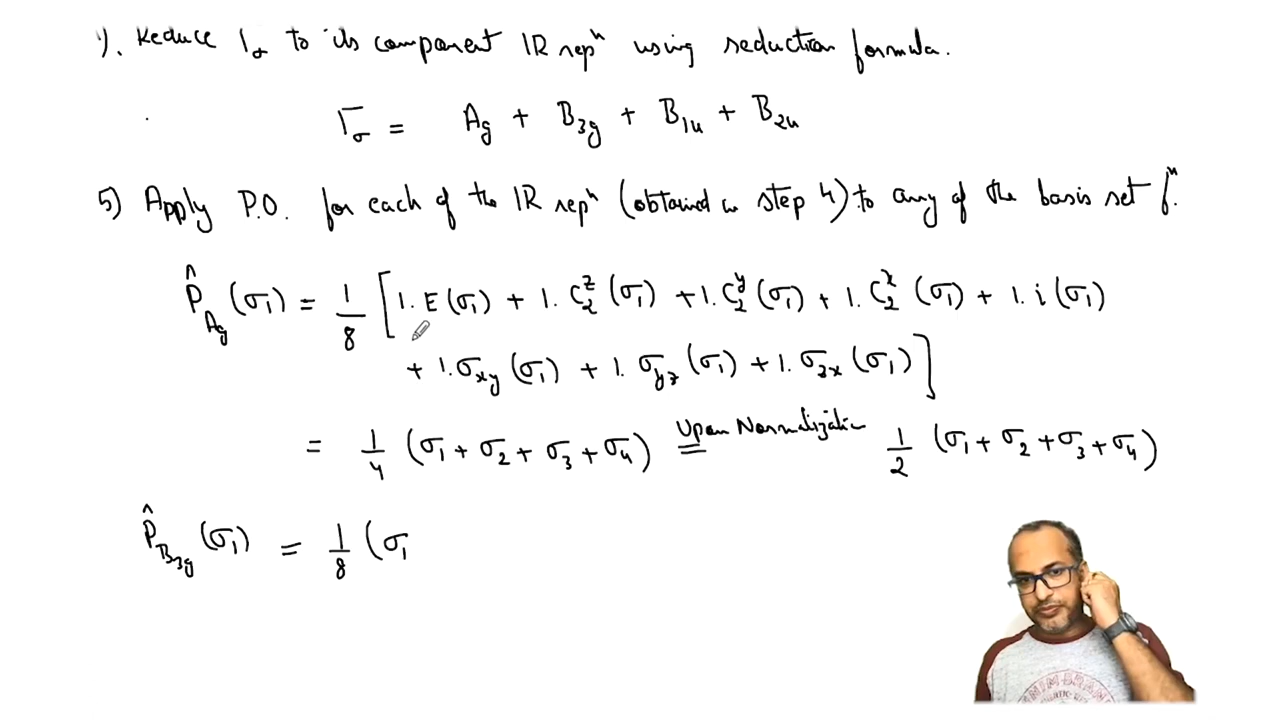 4). Reduce Γσ to its component IR repⁿ using reduction formula.
Γσ = Ag + B3g + B1u + B2u
5) Apply P.O. for each of the IR repⁿ (obtained in step 4) to any of the basis set fⁿ.
P̂Ag (σ1) = 1/8 [1. E (σ1) + 1. C2^z (σ1) + 1. C2^y (σ1) + 1. C2^x (σ1) + 1. i (σ1)
+ 1. σxy (σ1) + 1. σyz (σ1) + 1. σzx (σ1)]
= 1/4 (σ1 + σ2 + σ3 + σ4) Upon Normalization = 1/2 (σ1 + σ2 + σ3 + σ4)
P̂B3g (σ1) = 1/8 (σ1